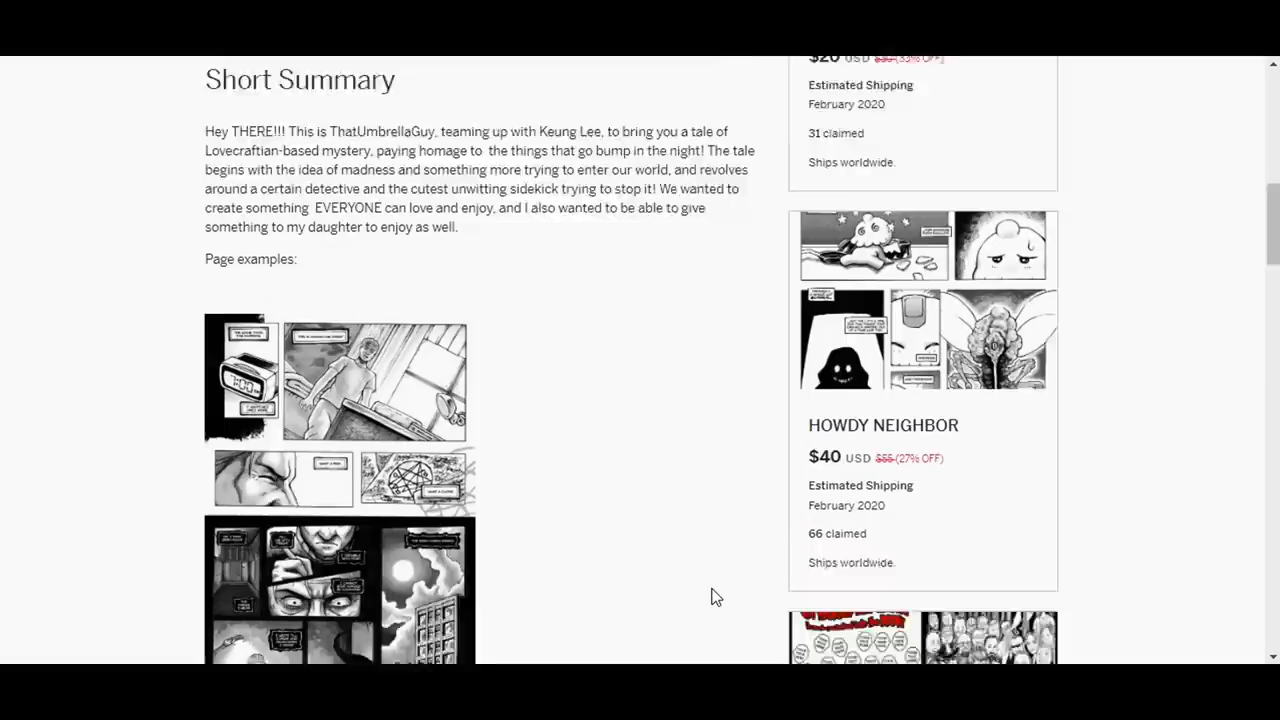 Short Summary
Hey THERE!!! This is ThatUmbrellaGuy, teaming up with Keung Lee, to bring you a tale of
Lovecraftian-based mystery, paying homage to the things that go bump in the night! The tale
begins with the idea of madness and something more trying to enter our world, and revolves
around a certain detective and the cutest unwitting sidekick trying to stop it! We wanted to
create something EVERYONE can love and enjoy, and I also wanted to be able to give
something to my daughter to enjoy as well.
Page examples:
7:00
$20 USD $30 (33% OFF)
Estimated Shipping
February 2020
31 claimed
Ships worldwide.
HOWDY NEIGHBOR
$40 USD $55 (27% OFF)
Estimated Shipping
February 2020
66 claimed
Ships worldwide.